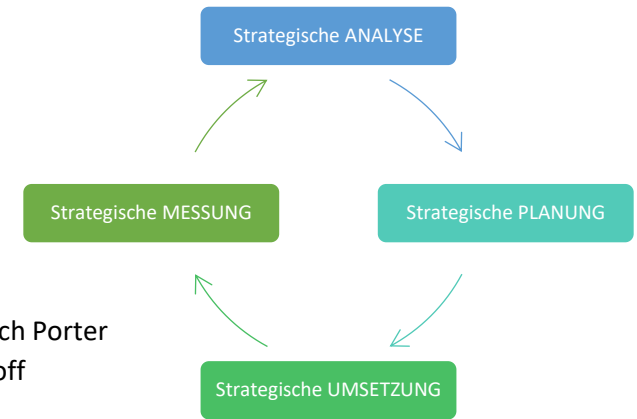 Strategische ANALYSE
Strategische MESSUNG
Strategische PLANUNG
ch Porter
off
Strategische UMSETZUNG